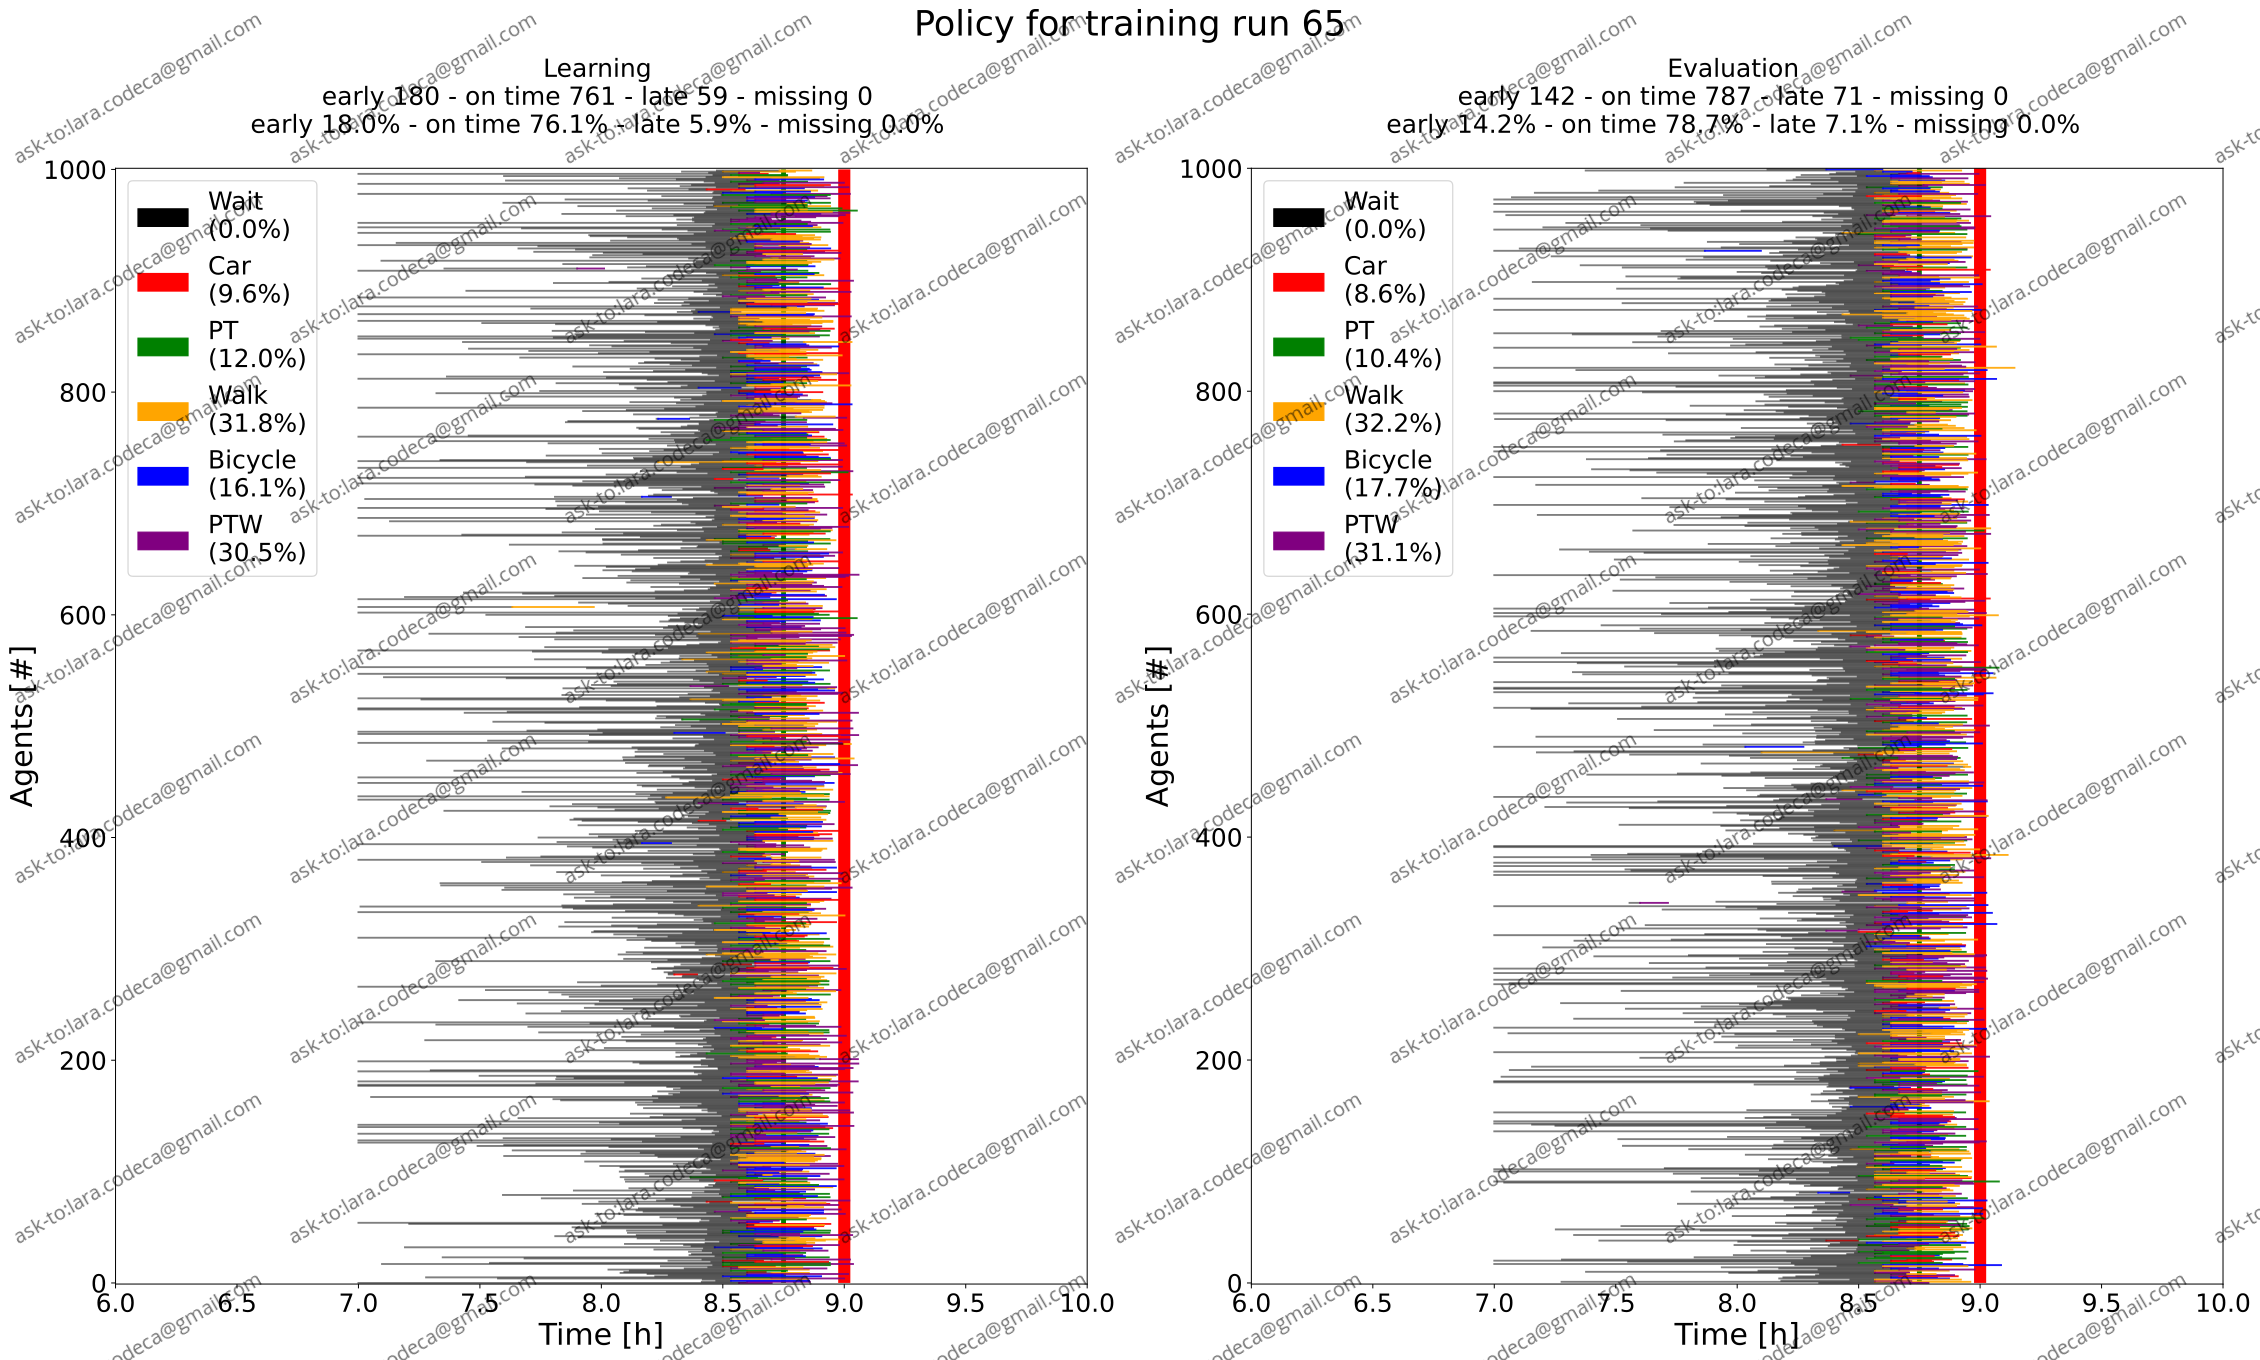 Policy for training run 65
Learning
early 180 - on time 761 - late 59 - missing 0
early 18.0% - on time 76.1% - late 5.9% - missing 0.0%
1000
800
600
400
200
0
Agents [#]
Wait
(0.0%)
Car
(9.6%)
PT
(12.0%)
Walk
(31.8%)
Bicycle
(16.1%)
PTW
(30.5%)
6.0 6.5 7.0 7.5 8.0 8.5 9.0 9.5 10.0
Time [h]
Evaluation
early 142 - on time 787 - late 71 - missing 0
early 14.2% - on time 78.7% - late 7.1% - missing 0.0%
1000
800
600
400
200
0
Agents [#]
Wait
(0.0%)
Car
(8.6%)
PT
(10.4%)
Walk
(32.2%)
Bicycle
(17.7%)
PTW
(31.1%)
6.0 6.5 7.0 7.5 8.0 8.5 9.0 9.5 10.0
Time [h]
ask-to:lara.codeca@gmail.com